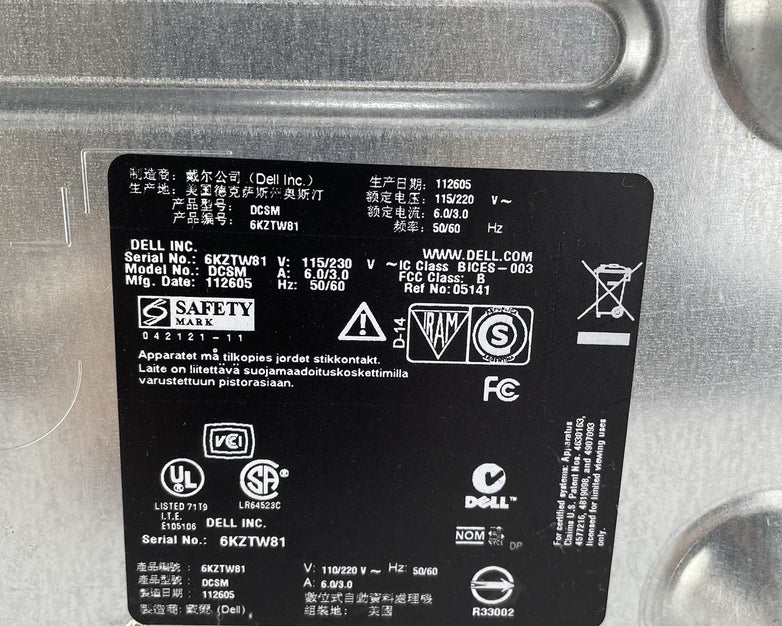 制造商: 戴尔公司 (Dell Inc.)
生产地: 美国德克萨斯州奥斯汀
产品型号: DCSM
产品编号: 6KZTW81
生产日期: 112605
额定电压: 115/220 V~
额定电流: 6.0/3.0
频率: 50/60 Hz
DELL INC.
Serial No.: 6KZTW81 V: 115/230 V ~
Model No.: DCSM A: 6.0/3.0
Mfg. Date: 112605 Hz: 50/60
WWW.DELL.COM
IC Class BICES-003
FCC Class: B
Ref No: 05141
SAFETY
MARK
042121-11
D-14
S
Apparatet må tilkopies jordet stikkontakt.
Laite on liitettävä suojamaadoituskoskettimilla
varustettuun pistorasiaan.
FC
VCI
UL
LISTED 71T9
I.T.E.
E105106
SA
LR64523C
DELL INC.
Serial No.: 6KZTW81
DELL™
NOM
DP
For certified systems: Apparatus
Claims U.S. Patent Nos. 4630163,
4577216, 4819098, and 4907093
licensed for limited viewing uses
only.
產品編號: 6KZTW81
產品型號: DCSM
製造日期: 112605
製造商: 戴爾 (Dell)
V: 110/220 V ~ Hz: 50/60
A: 6.0/3.0
數位式自動資料處理機
組裝地: 美國
R33002